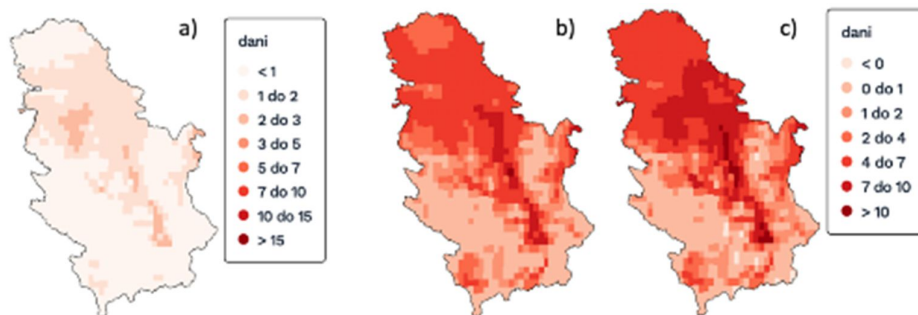 a)
dani
< 1
1 do 2
2 do 3
3 do 5
5 do 7
7 do 10
10 do 15
> 15
b)
c)
dani
< 0
0 do 1
1 do 2
2 do 4
4 do 7
7 do 10
> 10